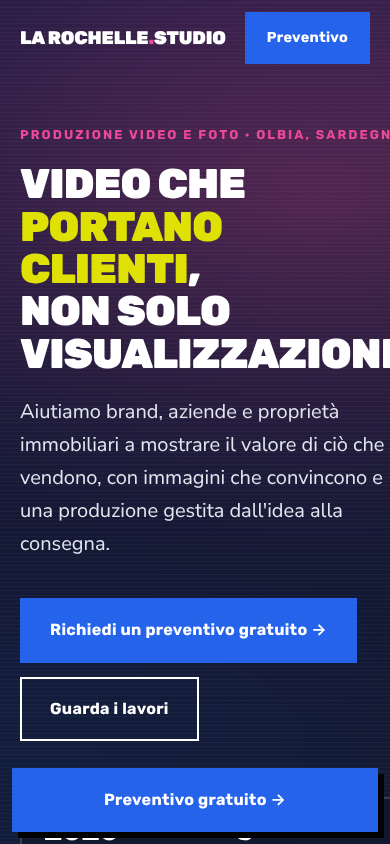 LA ROCHELLE.STUDIO
Preventivo
PRODUZIONE VIDEO E FOTO • OLBIA, SARDEGN
VIDEO CHE
PORTANO
CLIENTI,
NON SOLO
VISUALIZZAZIONI
Aiutiamo brand, aziende e proprietà
immobiliari a mostrare il valore di ciò che
vendono, con immagini che convincono e
una produzione gestita dall'idea alla
consegna.
Richiedi un preventivo gratuito →
Guarda i lavori
Preventivo gratuito →